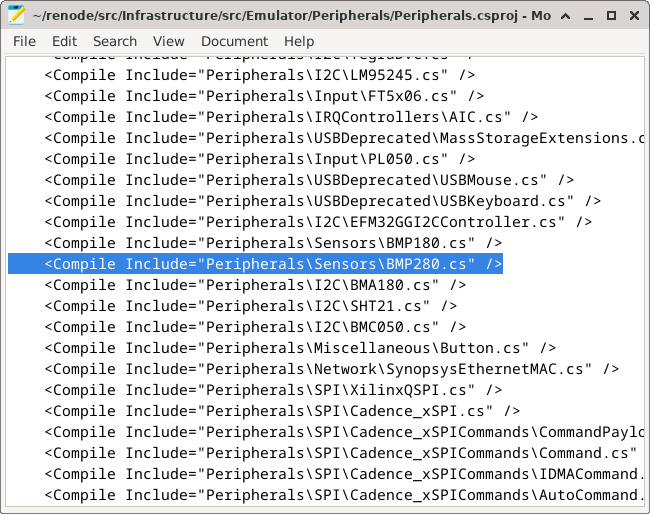 ~/renode/src/Infrastructure/src/Emulator/Peripherals/Peripherals.csproj - Mo
File Edit Search View Document Help
<Compile Include="Peripherals\I2C\LM95245.cs" />
<Compile Include="Peripherals\Input\FT5x06.cs" />
<Compile Include="Peripherals\IRQControllers\AIC.cs" />
<Compile Include="Peripherals\USBDeprecated\MassStorageExtensions.c
<Compile Include="Peripherals\Input\PL050.cs" />
<Compile Include="Peripherals\USBDeprecated\USBMouse.cs" />
<Compile Include="Peripherals\USBDeprecated\USBKeyboard.cs" />
<Compile Include="Peripherals\I2C\EFM32GGI2CController.cs" />
<Compile Include="Peripherals\Sensors\BMP180.cs" />
<Compile Include="Peripherals\Sensors\BMP280.cs" />
<Compile Include="Peripherals\I2C\BMA180.cs" />
<Compile Include="Peripherals\I2C\SHT21.cs" />
<Compile Include="Peripherals\I2C\BMC050.cs" />
<Compile Include="Peripherals\Miscellaneous\Button.cs" />
<Compile Include="Peripherals\Network\SynopsysEthernetMAC.cs" />
<Compile Include="Peripherals\SPI\XilinxQSPI.cs" />
<Compile Include="Peripherals\SPI\Cadence_xSPI.cs" />
<Compile Include="Peripherals\SPI\Cadence_xSPICommands\CommandPaylo
<Compile Include="Peripherals\SPI\Cadence_xSPICommands\Command.cs"
<Compile Include="Peripherals\SPI\Cadence_xSPICommands\IDMACommand.
<Compile Include="Peripherals\SPI\Cadence_xSPICommands\AutoCommand.